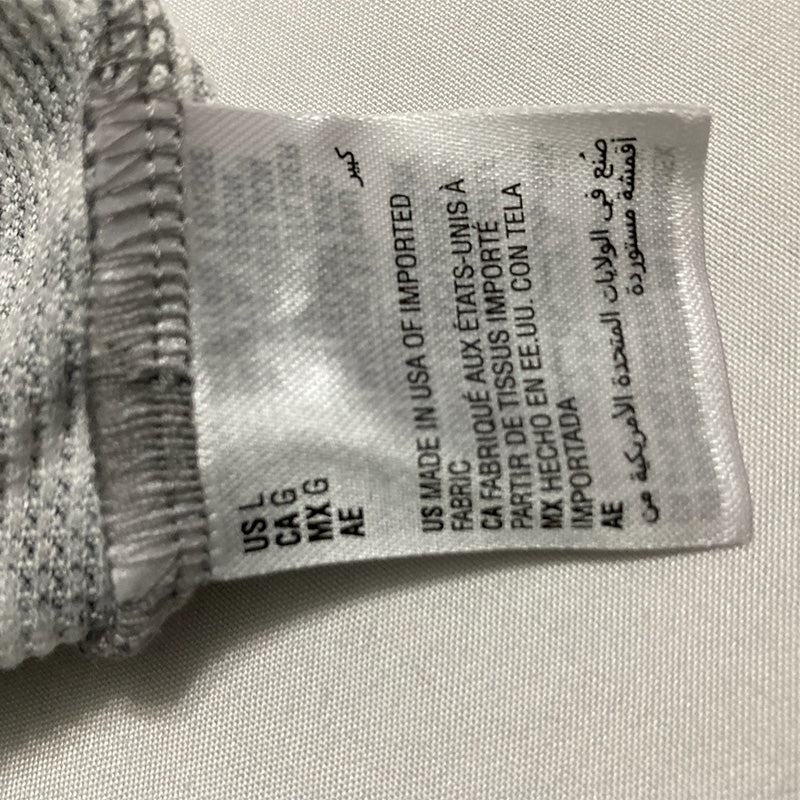 US L
CA G
MX G
AE كبير
US MADE IN USA OF IMPORTED
FABRIC
CA FABRIQUÉ AUX ÉTATS-UNIS À
PARTIR DE TISSUS IMPORTÉ
MX HECHO EN EE.UU. CON TELA
IMPORTADA
AE صنع في الولايات المتحدة الأمريكية من
أقمشة مستوردة